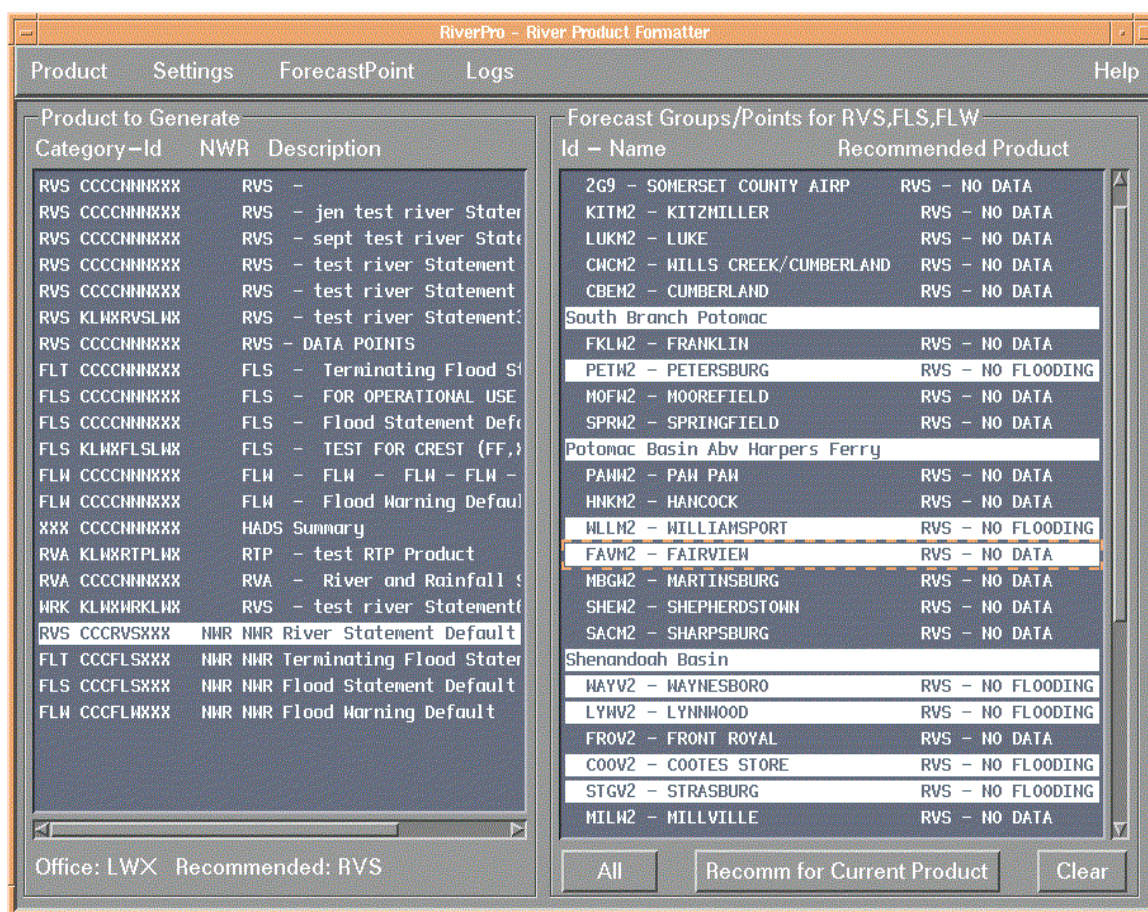 RiverPro - River Product Formatter
Product Settings ForecastPoint Logs Help
Product to Generate
Category-Id NWR Description
RVS CCCCNNNXXX RVS -
RVS CCCCNNNXXX RVS - jen test river Stater
RVS CCCCNNNXXX RVS - sept test river State
RVS CCCCNNNXXX RVS - test river Statement
RVS CCCCNNNXXX RVS - test river Statement
RVS KLWXRVSLWX RVS - test river Statement3
RVS CCCCNNNXXX RVS - DATA POINTS
FLT CCCCNNNXXX FLS - Terminating Flood St
FLS CCCCNNNXXX FLS - FOR OPERATIONAL USE
FLS CCCCNNNXXX FLS - Flood Statement Defa
FLS KLWXFLSLWX FLS - TEST FOR CREST (FF,X
FLW CCCCNNNXXX FLW - FLW - FLW - FLW -
FLW CCCCNNNXXX FLW - Flood Warning Defaul
XXX CCCCNNNXXX HADS Summary
RVA KLWXRTPLWX RTP - test RTP Product
RVA CCCCNNNXXX RVA - River and Rainfall S
WRK KLWXWRKLWX RVS - test river Statement(
RVS CCCRVSXXX NWR NWR River Statement Default
FLT CCCFLSXXX NWR NWR Terminating Flood Stater
FLS CCCFLSXXX NWR NWR Flood Statement Default
FLW CCCFLWXXX NWR NWR Flood Warning Default
Office: LWX Recommended: RVS
Forecast Groups/Points for RVS,FLS,FLW
Id - Name Recommended Product
2G9 - SOMERSET COUNTY AIRP RVS - NO DATA
KITM2 - KITZMILLER RVS - NO DATA
LUKM2 - LUKE RVS - NO DATA
CWCM2 - WILLS CREEK/CUMBERLAND RVS - NO DATA
CBEM2 - CUMBERLAND RVS - NO DATA
South Branch Potomac
FKLW2 - FRANKLIN RVS - NO DATA
PETW2 - PETERSBURG RVS - NO FLOODING
MOFW2 - MOOREFIELD RVS - NO DATA
SPRW2 - SPRINGFIELD RVS - NO DATA
Potomac Basin Abv Harpers Ferry
PAWW2 - PAW PAW RVS - NO DATA
HNKM2 - HANCOCK RVS - NO DATA
WLLM2 - WILLIAMSPORT RVS - NO FLOODING
FAVM2 - FAIRVIEW RVS - NO DATA
MBGW2 - MARTINSBURG RVS - NO DATA
SHEW2 - SHEPHERDSTOWN RVS - NO DATA
SACM2 - SHARPSBURG RVS - NO DATA
Shenandoah Basin
WAYV2 - WAYNESBORO RVS - NO FLOODING
LYWV2 - LYNNWOOD RVS - NO FLOODING
FROV2 - FRONT ROYAL RVS - NO DATA
COOV2 - COOTES STORE RVS - NO FLOODING
STGV2 - STRASBURG RVS - NO FLOODING
MILW2 - MILLVILLE RVS - NO DATA
All Recomm for Current Product Clear